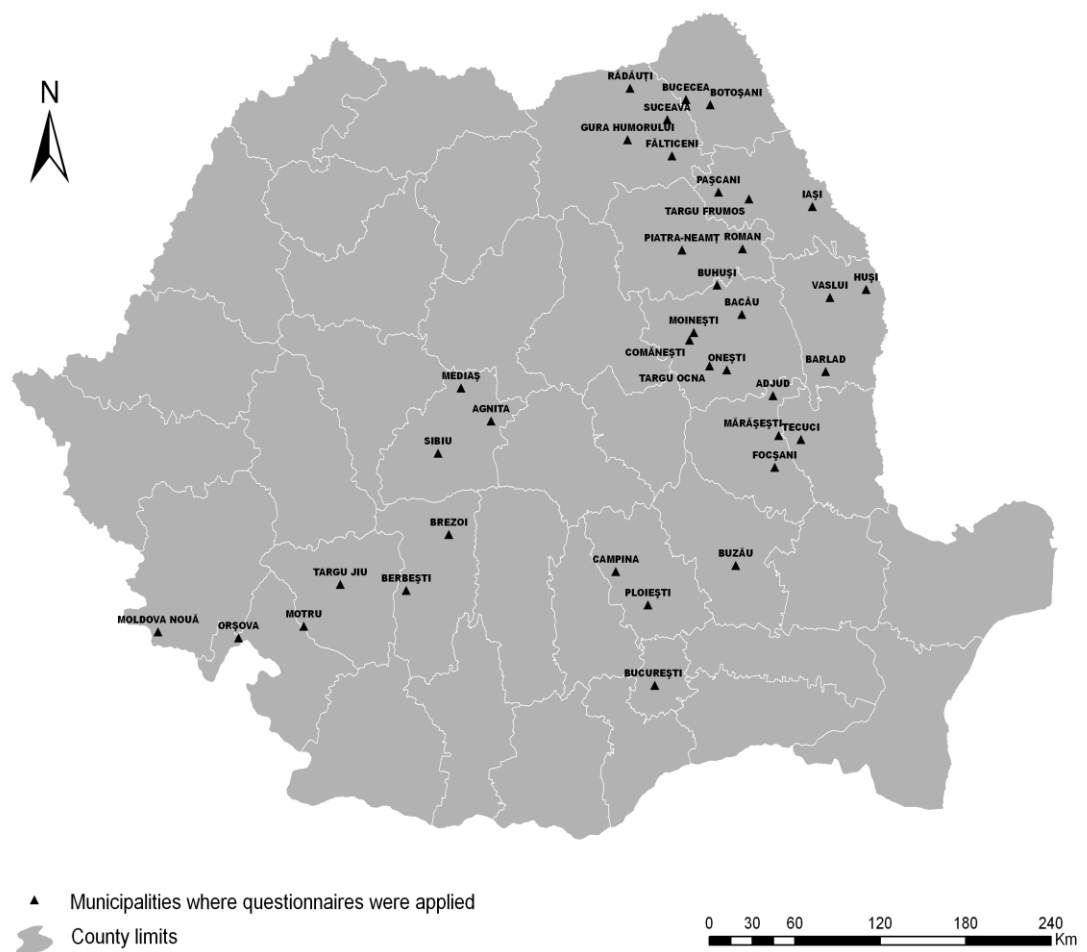 N
RĂDĂUȚI
BUCECEA
BOTOȘANI
SUCEAVA
GURA HUMORULUI
FĂLTICENI
PAȘCANI
IAȘI
TARGU FRUMOS
PIATRA-NEAMȚ
ROMAN
BUHUȘI
HUȘI
VASLUI
BACĂU
MOINEȘTI
COMĂNEȘTI
ONEȘTI
BARLAD
TARGU OCNA
MEDIAȘ
ADJUD
AGNITA
MĂRĂȘEȘTI
TECUCI
SIBIU
FOCȘANI
BREZOI
CAMPINA
BUZĂU
TARGU JIU
BERBEȘTI
PLOIEȘTI
MOLDOVA NOUĂ
ORȘOVA
MOTRU
BUCUREȘTI
Municipalities where questionnaires were applied
County limits
0 30 60 120 180 240
Km